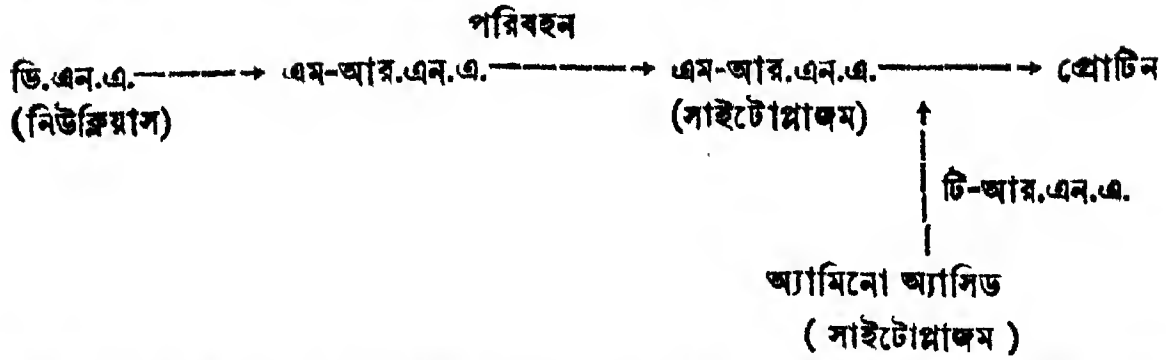 পরিবহন
ডি.এন.এ. → এম-আর.এন.এ. → এম-আর.এন.এ. → প্রোটিন
(নিউক্লিয়াস) (সাইটোপ্লাজম)
টি-আর.এন.এ.
অ্যামিনো অ্যাসিড
( সাইটোপ্লাজম )